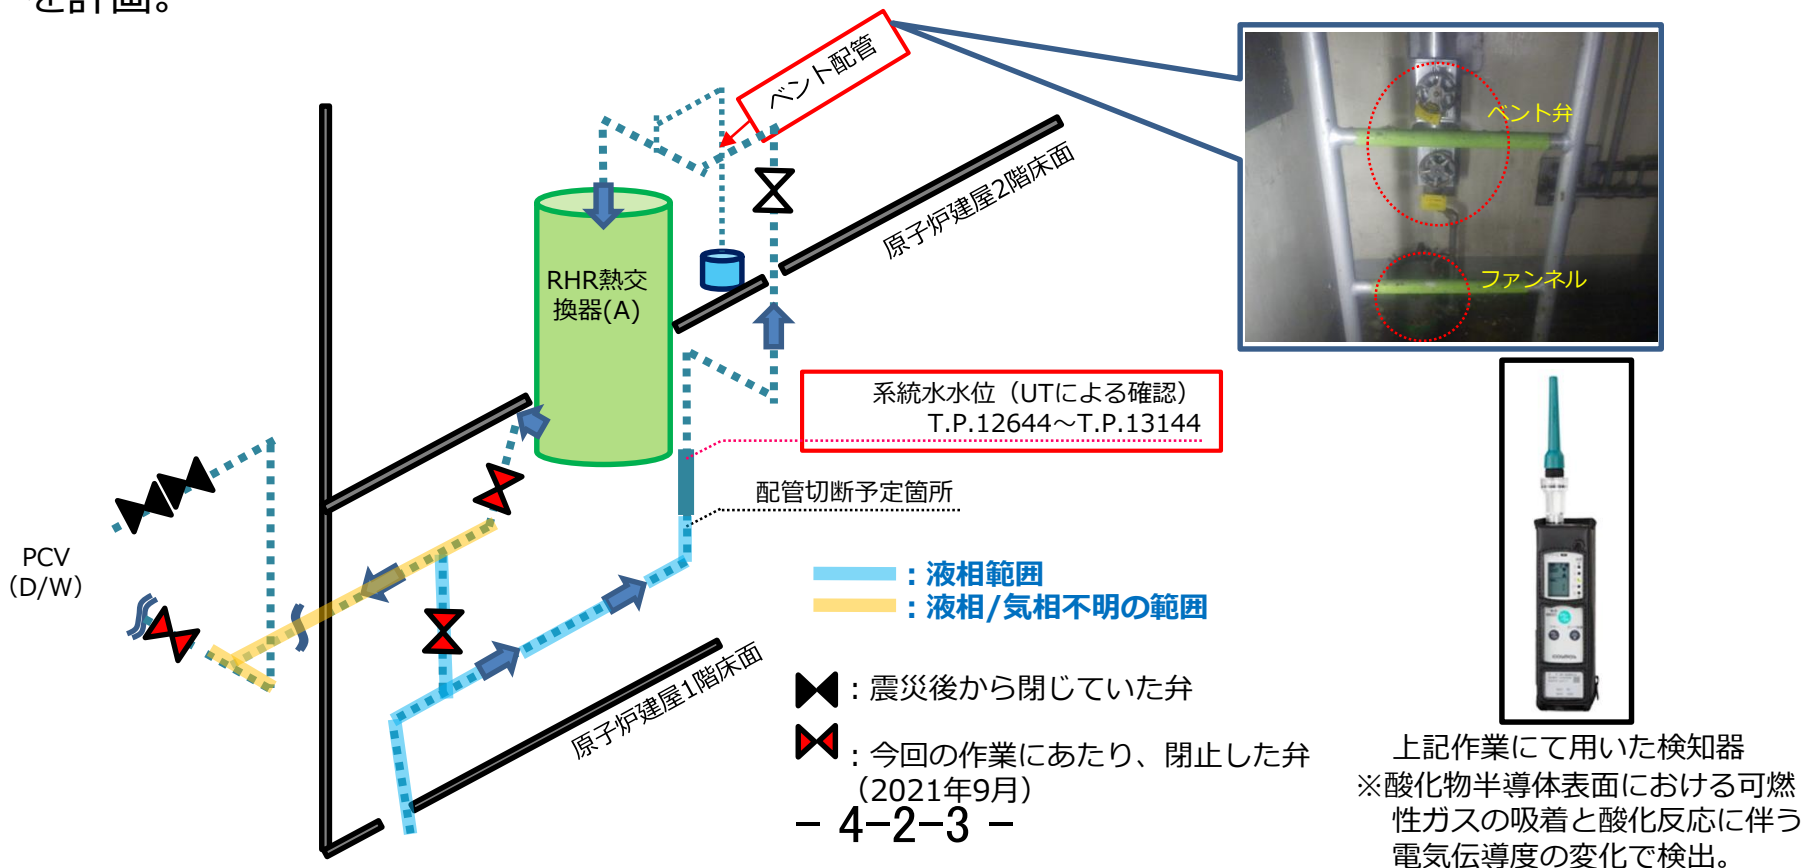 を計画。
ベント配管
ベント弁
ファンネル
原子炉建屋2階床面
RHR熱交
換器(A)
系統水水位（UTによる確認）
T.P.12644～T.P.13144
配管切断予定箇所
PCV
（D/W）
：液相範囲
：液相/気相不明の範囲
原子炉建屋1階床面
：震災後から閉じていた弁
：今回の作業にあたり、閉止した弁
（2021年9月）
上記作業にて用いた検知器
※酸化物半導体表面における可燃
性ガスの吸着と酸化反応に伴う
電気伝導度の変化で検出。
- 4-2-3 -